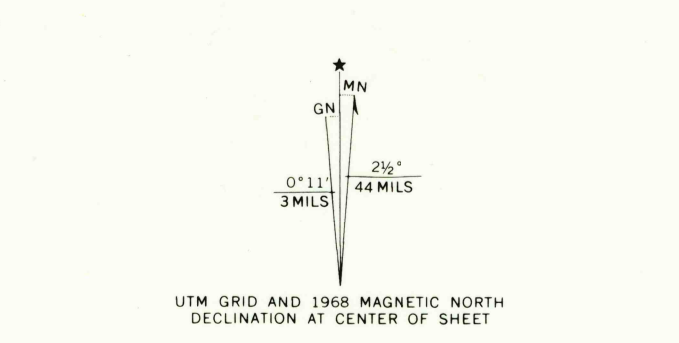 ★
MN
GN
2½°
44 MILS
0°11'
3 MILS
UTM GRID AND 1968 MAGNETIC NORTH
DECLINATION AT CENTER OF SHEET